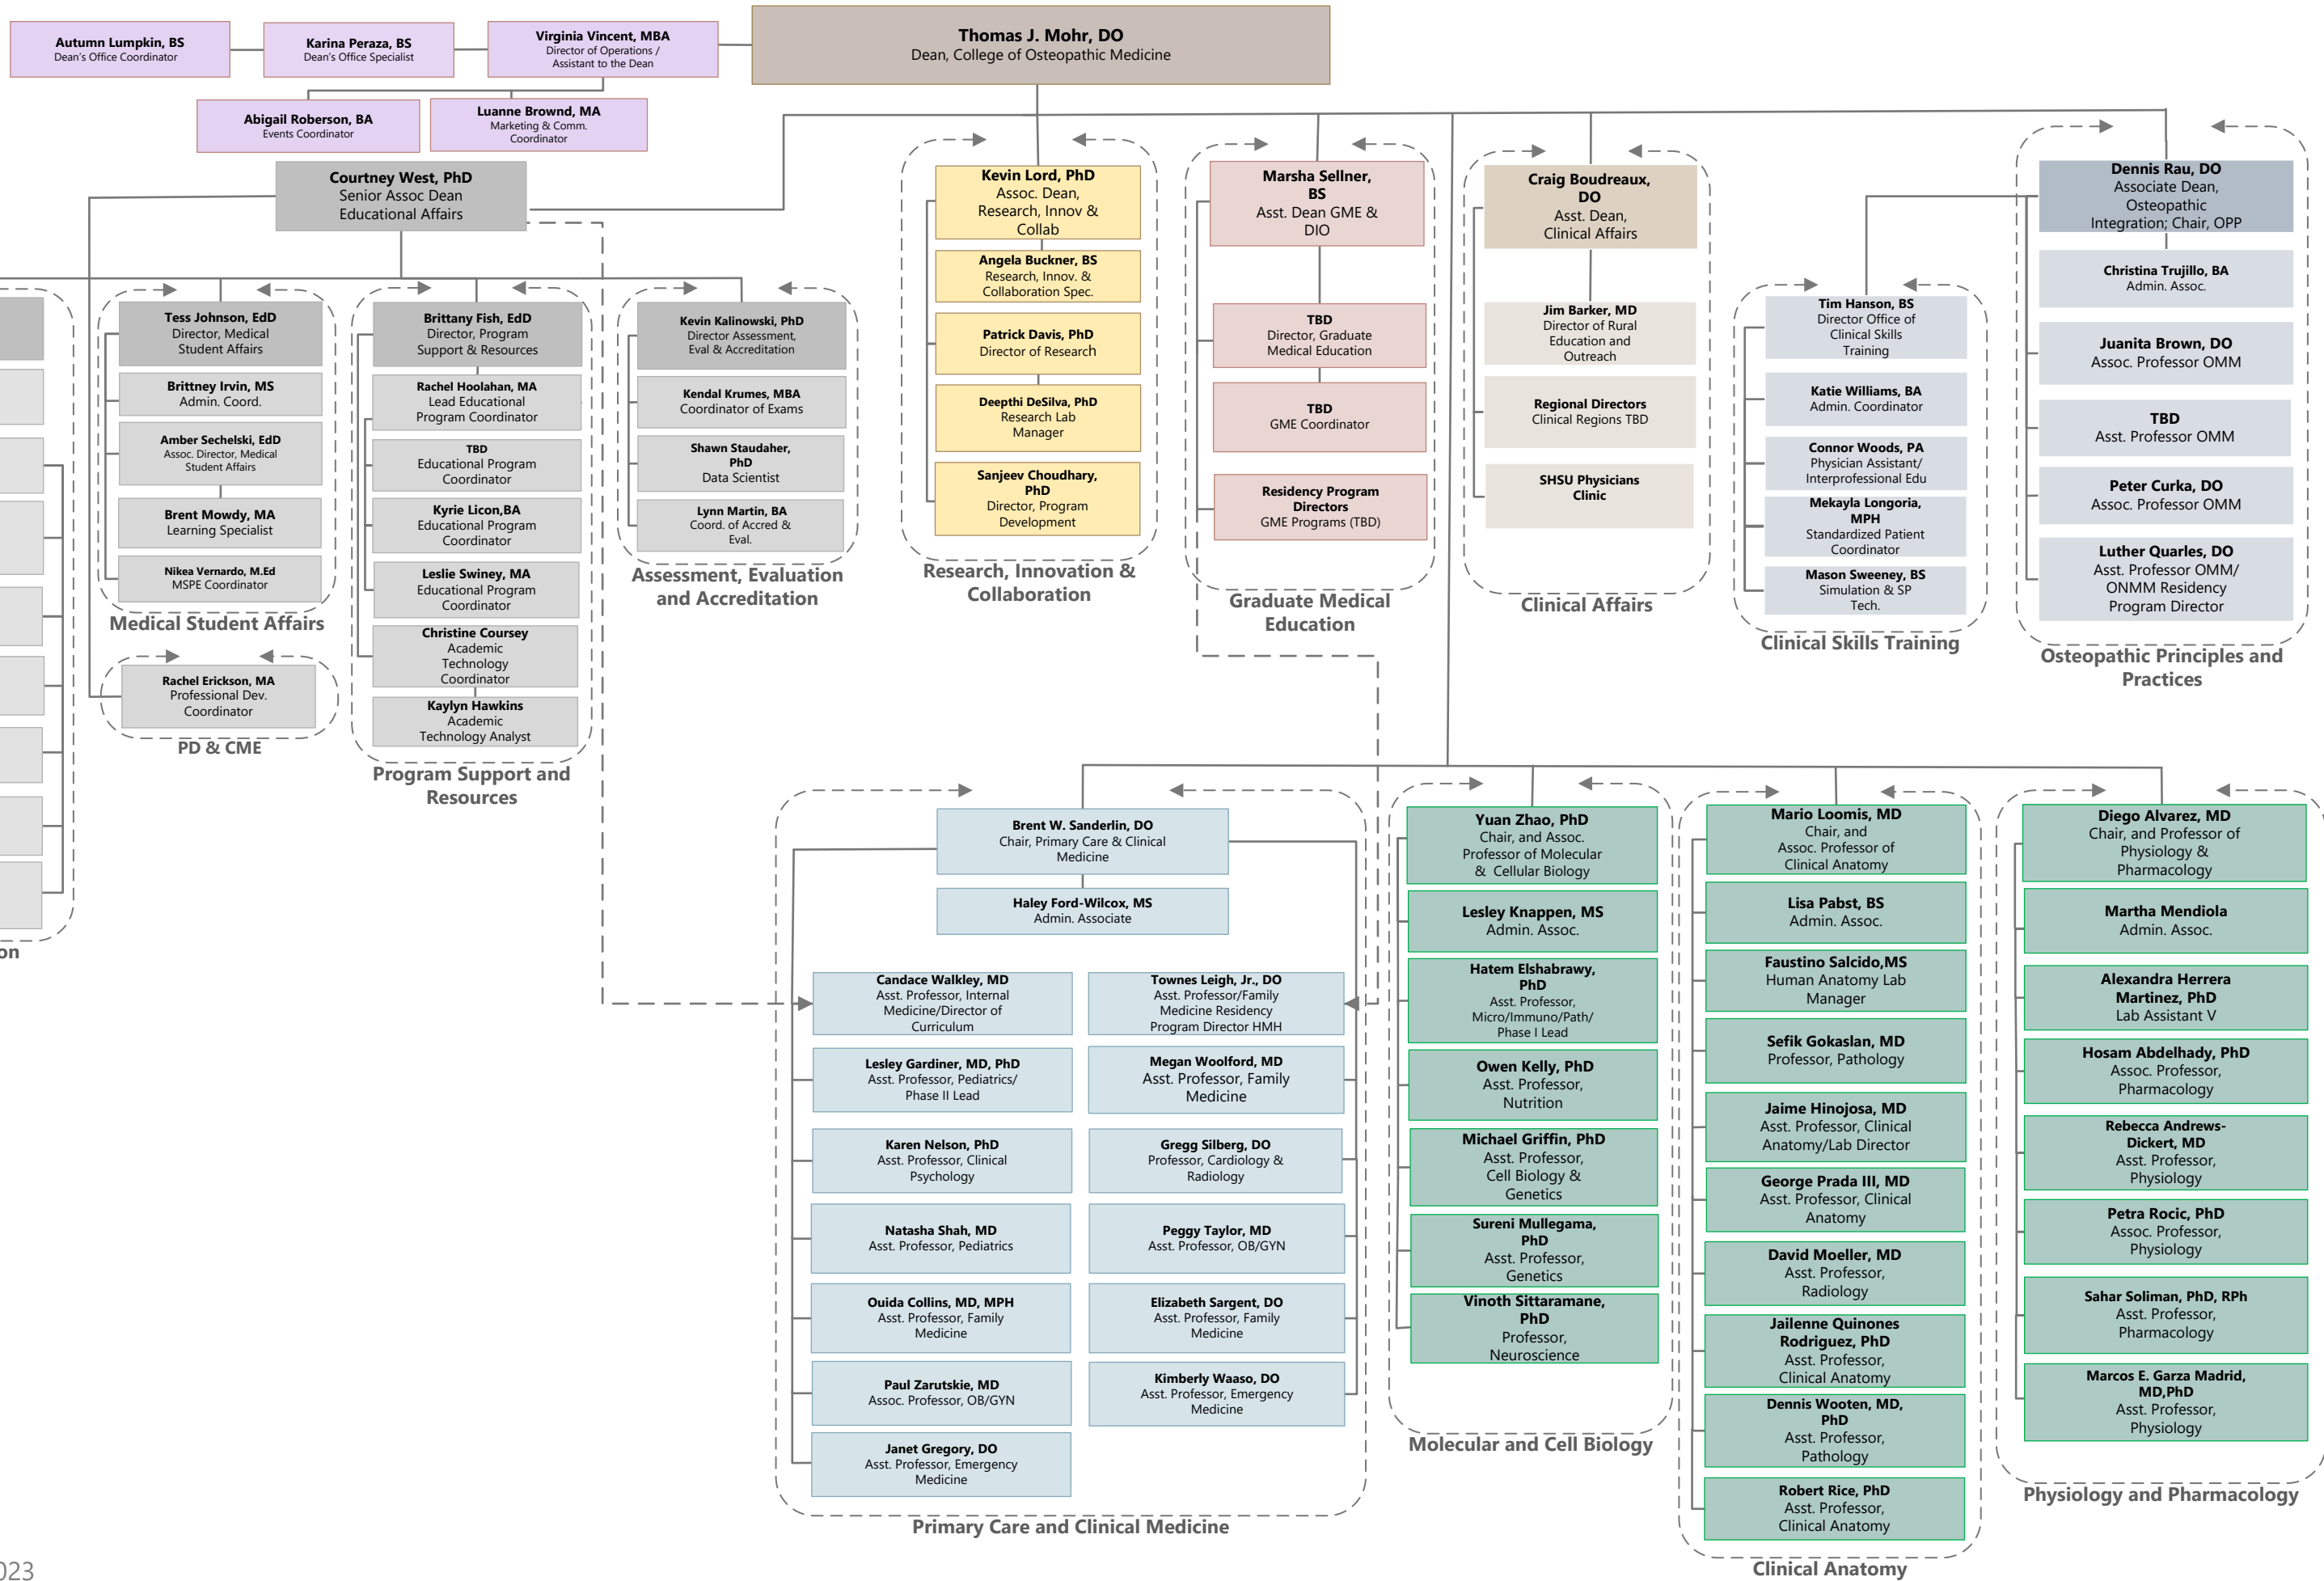 Autumn Lumpkin, BS
Dean's Office Coordinator
Karina Peraza, BS
Dean's Office Specialist
Virginia Vincent, MBA
Director of Operations /
Assistant to the Dean
Thomas J. Mohr, DO
Dean, College of Osteopathic Medicine
Abigail Roberson, BA
Events Coordinator
Luanne Brownd, MA
Marketing & Comm.
Coordinator
Courtney West, PhD
Senior Assoc Dean
Educational Affairs
Tess Johnson, EdD
Director, Medical
Student Affairs
Brittney Irvin, MS
Admin. Coord.
Amber Sechelski, EdD
Assoc. Director, Medical
Student Affairs
Brent Mowdy, MA
Learning Specialist
Nikea Vernardo, M.Ed
MSPE Coordinator
Medical Student Affairs
Rachel Erickson, MA
Professional Dev.
Coordinator
PD & CME
Brittany Fish, EdD
Director, Program
Support & Resources
Rachel Hoolahan, MA
Lead Educational
Program Coordinator
TBD
Educational Program
Coordinator
Kyrie Licon,BA
Educational Program
Coordinator
Leslie Swiney, MA
Educational Program
Coordinator
Christine Coursey
Academic
Technology
Coordinator
Kaylyn Hawkins
Academic
Technology Analyst
Program Support and
Resources
Kevin Kalinowski, PhD
Director Assessment,
Eval & Accreditation
Kendal Krumes, MBA
Coordinator of Exams
Shawn Staudaher,
PhD
Data Scientist
Lynn Martin, BA
Coord. of Accred &
Eval.
Assessment, Evaluation
and Accreditation
Kevin Lord, PhD
Assoc. Dean,
Research, Innov &
Collab
Angela Buckner, BS
Research, Innov. &
Collaboration Spec.
Patrick Davis, PhD
Director of Research
Deepthi DeSilva, PhD
Research Lab
Manager
Sanjeev Choudhary,
PhD
Director, Program
Development
Research, Innovation &
Collaboration
Marsha Sellner,
BS
Asst. Dean GME &
DIO
TBD
Director, Graduate
Medical Education
TBD
GME Coordinator
Residency Program
Directors
GME Programs (TBD)
Graduate Medical
Education
Craig Boudreaux,
DO
Asst. Dean,
Clinical Affairs
Jim Barker, MD
Director of Rural
Education and
Outreach
Regional Directors
Clinical Regions TBD
SHSU Physicians
Clinic
Clinical Affairs
Tim Hanson, BS
Director Office of
Clinical Skills
Training
Katie Williams, BA
Admin. Coordinator
Connor Woods, PA
Physician Assistant/
Interprofessional Edu
Mekayla Longoria,
MPH
Standardized Patient
Coordinator
Mason Sweeney, BS
Simulation & SP
Tech.
Clinical Skills Training
Dennis Rau, DO
Associate Dean,
Osteopathic
Integration; Chair, OPP
Christina Trujillo, BA
Admin. Assoc.
Juanita Brown, DO
Assoc. Professor OMM
TBD
Asst. Professor OMM
Peter Curka, DO
Assoc. Professor OMM
Luther Quarles, DO
Asst. Professor OMM/
ONMM Residency
Program Director
Osteopathic Principles and
Practices
on
Brent W. Sanderlin, DO
Chair, Primary Care & Clinical
Medicine
Haley Ford-Wilcox, MS
Admin. Associate
Candace Walkley, MD
Asst. Professor, Internal
Medicine/Director of
Curriculum
Lesley Gardiner, MD, PhD
Asst. Professor, Pediatrics/
Phase II Lead
Karen Nelson, PhD
Asst. Professor, Clinical
Psychology
Natasha Shah, MD
Asst. Professor, Pediatrics
Ouida Collins, MD, MPH
Asst. Professor, Family
Medicine
Paul Zarutskie, MD
Assoc. Professor, OB/GYN
Janet Gregory, DO
Asst. Professor, Emergency
Medicine
Townes Leigh, Jr., DO
Asst. Professor/Family
Medicine Residency
Program Director HMH
Megan Woolford, MD
Asst. Professor, Family
Medicine
Gregg Silberg, DO
Professor, Cardiology &
Radiology
Peggy Taylor, MD
Asst. Professor, OB/GYN
Elizabeth Sargent, DO
Asst. Professor, Family
Medicine
Kimberly Waaso, DO
Asst. Professor, Emergency
Medicine
Primary Care and Clinical Medicine
Yuan Zhao, PhD
Chair, and Assoc.
Professor of Molecular
& Cellular Biology
Lesley Knappen, MS
Admin. Assoc.
Hatem Elshabrawy,
PhD
Asst. Professor,
Micro/Immuno/Path/
Phase I Lead
Owen Kelly, PhD
Asst. Professor,
Nutrition
Michael Griffin, PhD
Asst. Professor,
Cell Biology &
Genetics
Sureni Mullegama,
PhD
Asst. Professor,
Genetics
Vinoth Sittaramane,
PhD
Professor,
Neuroscience
Molecular and Cell Biology
Mario Loomis, MD
Chair, and
Assoc. Professor of
Clinical Anatomy
Lisa Pabst, BS
Admin. Assoc.
Faustino Salcido,MS
Human Anatomy Lab
Manager
Sefik Gokaslan, MD
Professor, Pathology
Jaime Hinojosa, MD
Asst. Professor, Clinical
Anatomy/Lab Director
George Prada III, MD
Asst. Professor, Clinical
Anatomy
David Moeller, MD
Asst. Professor,
Radiology
Jailenne Quinones
Rodriguez, PhD
Asst. Professor,
Clinical Anatomy
Dennis Wooten, MD,
PhD
Asst. Professor,
Pathology
Robert Rice, PhD
Asst. Professor,
Clinical Anatomy
Clinical Anatomy
Diego Alvarez, MD
Chair, and Professor of
Physiology &
Pharmacology
Martha Mendiola
Admin. Assoc.
Alexandra Herrera
Martinez, PhD
Lab Assistant V
Hosam Abdelhady, PhD
Assoc. Professor,
Pharmacology
Rebecca Andrews-
Dickert, MD
Asst. Professor,
Physiology
Petra Rocic, PhD
Assoc. Professor,
Physiology
Sahar Soliman, PhD, RPh
Asst. Professor,
Pharmacology
Marcos E. Garza Madrid,
MD,PhD
Asst. Professor,
Physiology
Physiology and Pharmacology
023